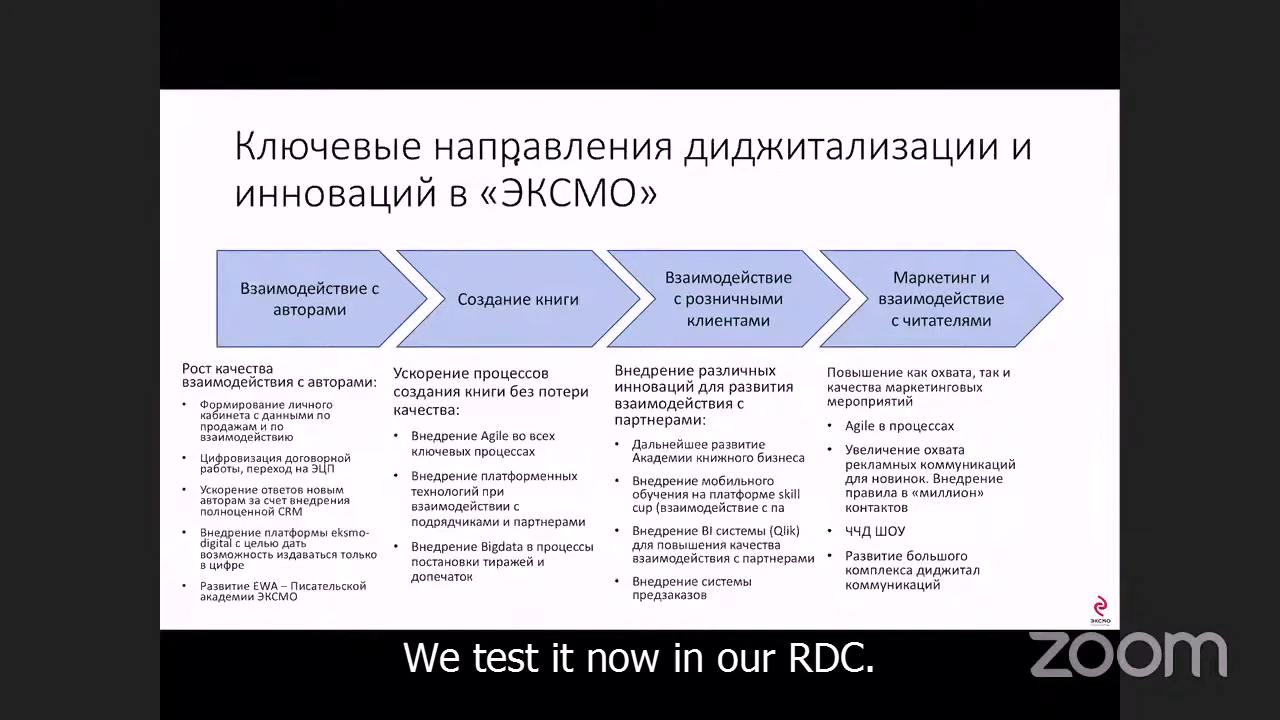 Ключевые направления диджитализации и
инноваций в «ЭКСМО»
Взаимодействие с
авторами
Создание книги
Взаимодействие
с розничными
клиентами
Маркетинг и
взаимодействие
с читателями
Рост качества
взаимодействия с авторами:
• Формирование личного
кабинета с данными по
продажам и по
взаимодействию
• Цифровизация договорной
работы, переход на ЭЦП
• Ускорение ответов новым
авторам за счет внедрения
полноценной CRM
• Внедрение платформы eksmo-
digital с целью дать
возможность издаваться только
в цифре
• Развитие EWA – Писательской
академии ЭКСМО
Ускорение процессов
создания книги без потери
качества:
• Внедрение Agile во всех
ключевых процессах
• Внедрение платформенных
технологий при
взаимодействии с
подрядчиками и партнерами
• Внедрение Bigdata в процессы
постановки тиражей и
допечаток
Внедрение различных
инноваций для развития
взаимодействия с
партнерами:
• Дальнейшее развитие
Академии книжного бизнеса
• Внедрение мобильного
обучения на платформе skill
cup (взаимодействие с па
• Внедрение BI системы (Qlik)
для повышения качества
взаимодействия с партнерами
• Внедрение системы
предзаказов
Повышение как охвата, так и
качества маркетинговых
мероприятий
• Agile в процессах
• Увеличение охвата
рекламных коммуникаций
для новинок. Внедрение
правила в «миллион»
контактов
• ЧЧД ШОУ
• Развитие большого
комплекса диджитал
коммуникаций
ЭКСМО
We test it now in our RDC.
zoom